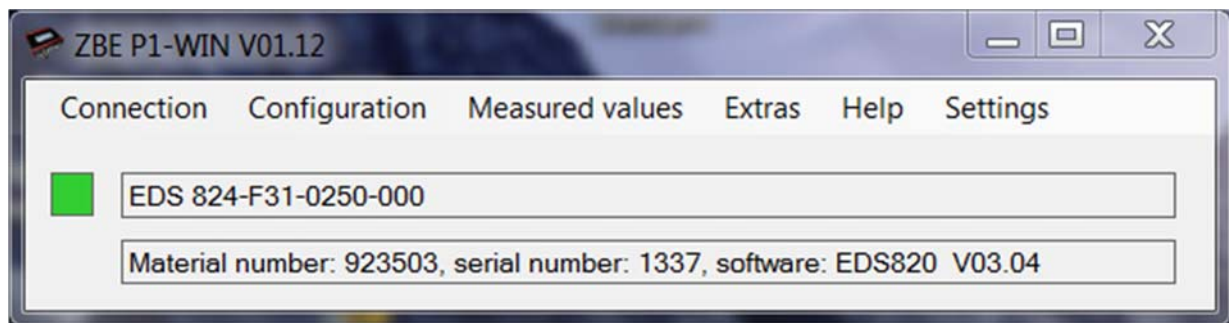 ZBE P1-WIN V01.12
Connection Configuration Measured values Extras Help Settings
EDS 824-F31-0250-000
Material number: 923503, serial number: 1337, software: EDS820 V03.04